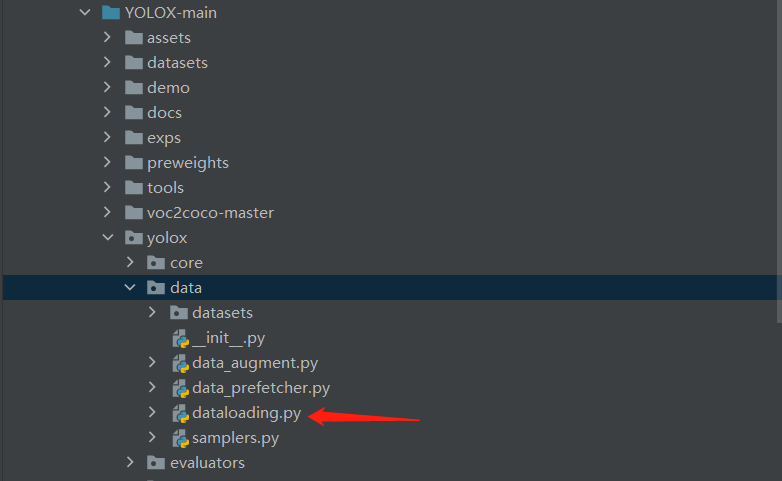 YOLOX-main
assets
datasets
demo
docs
exps
preweights
tools
voc2coco-master
yolox
core
data
datasets
__init__.py
data_augment.py
data_prefetcher.py
dataloading.py
samplers.py
evaluators